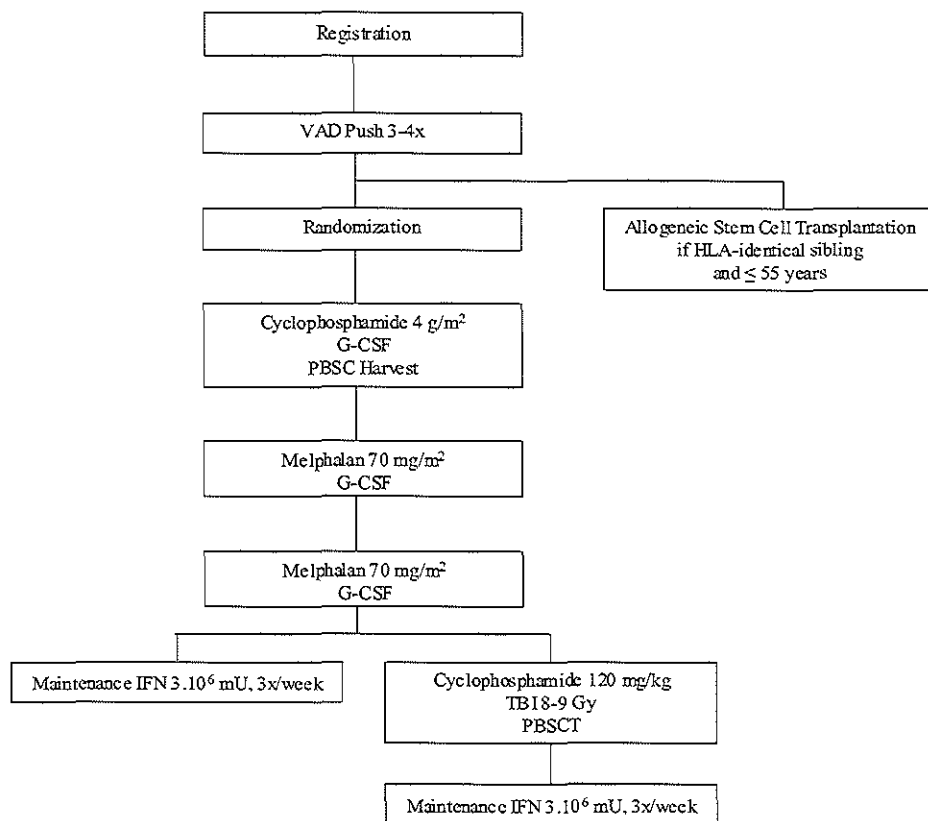 Registration
VAD Push 3-4x
Randomization
Allogeneic Stem Cell Transplantation
if HLA-identical sibling
and ≤ 55 years
Cyclophosphamide 4 g/m²
G-CSF
PBSC Harvest
Melphalan 70 mg/m²
G-CSF
Melphalan 70 mg/m²
G-CSF
Maintenance IFN 3.10⁶ mU, 3x/week
Cyclophosphamide 120 mg/kg
TBI 8-9 Gy
PBSCT
Maintenance IFN 3.10⁶ mU, 3x/week